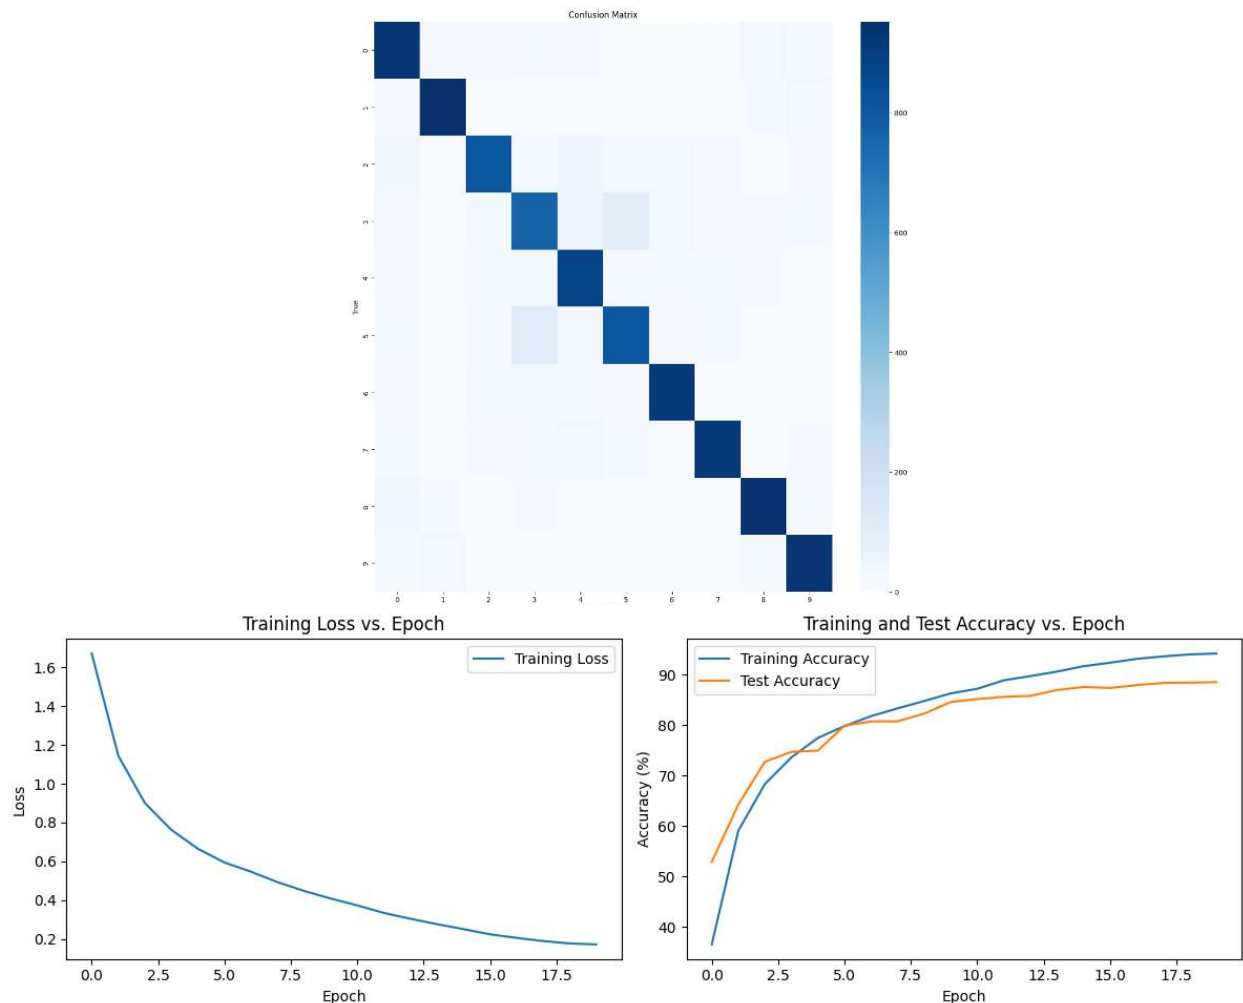 Confusion Matrix
0
1
2
3
4
5
6
7
8
9
True
0 1 2 3 4 5 6 7 8 9
800
600
400
200
0
Training Loss vs. Epoch
Training Loss
1.6
1.4
1.2
1.0
0.8
0.6
0.4
0.2
Loss
0.0 2.5 5.0 7.5 10.0 12.5 15.0 17.5
Epoch
Training and Test Accuracy vs. Epoch
Training Accuracy
Test Accuracy
90
80
70
60
50
40
Accuracy (%)
0.0 2.5 5.0 7.5 10.0 12.5 15.0 17.5
Epoch